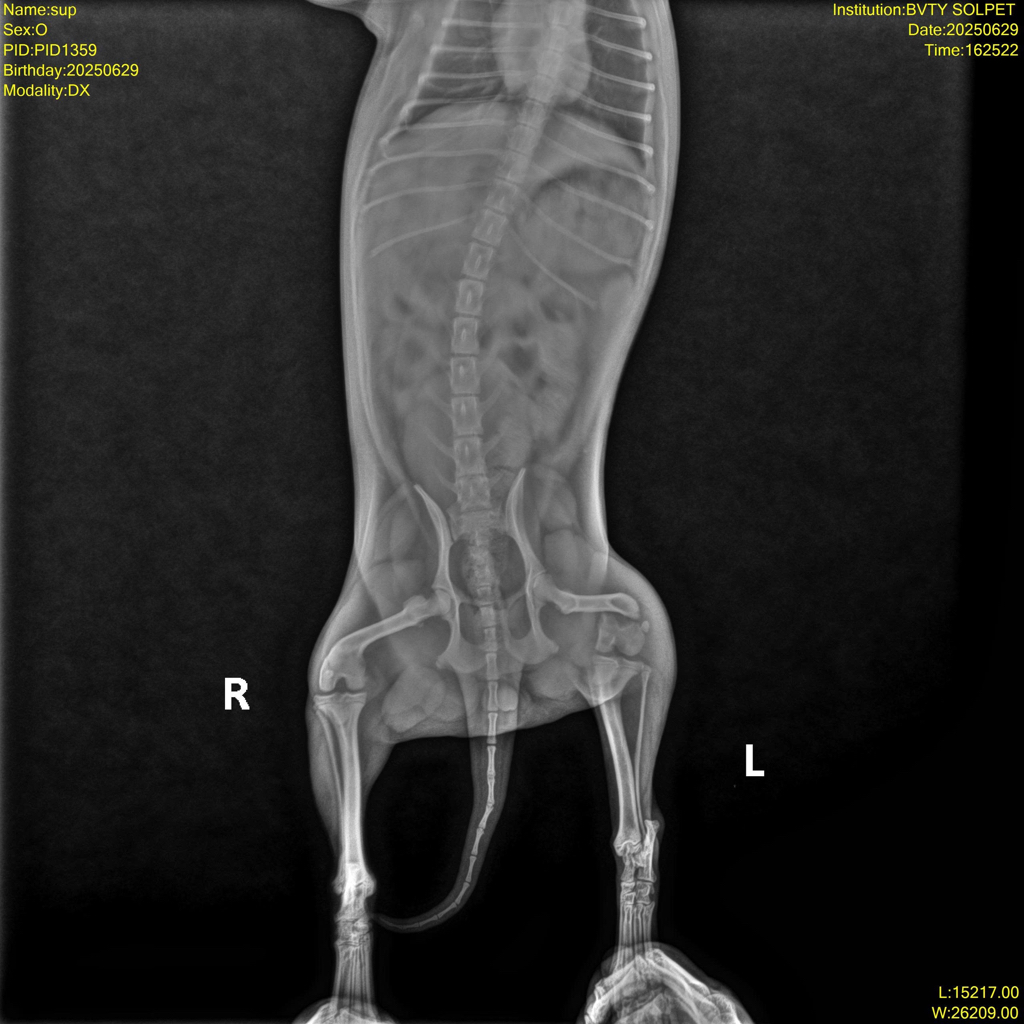 Name:sup
Sex:O
PID:PID1359
Birthday:20250629
Modality:DX
Institution:BVTY SOLPET
Date:20250629
Time:162522
R
L
L:15217.00
W:26209.00